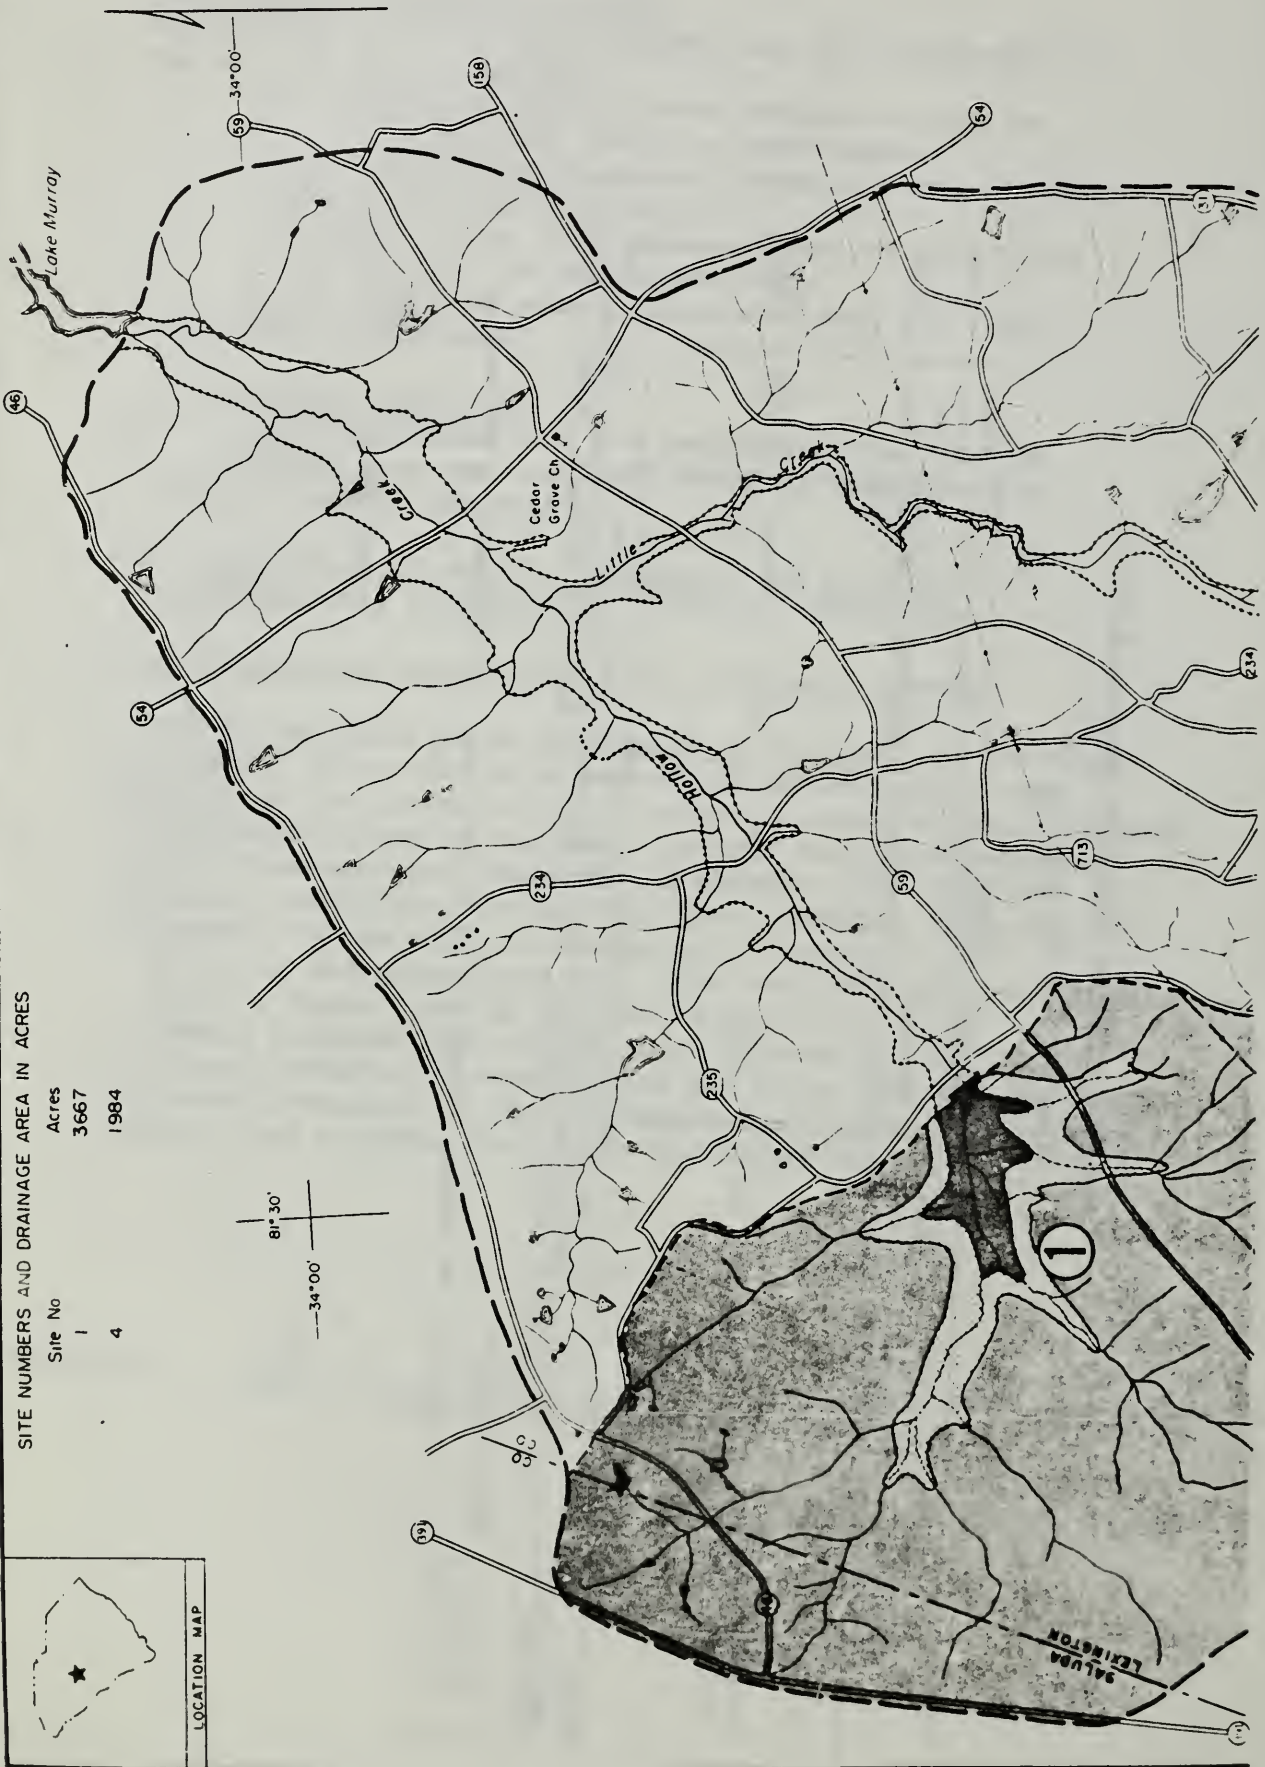 SITE NUMBERS AND DRAINAGE AREA IN ACRES
Site No Acres
1 3667
4 1984
LOCATION MAP
81°30'
34°00'
34°00'
Lake Murray
46
59
158
54
54
31
Creek
Cedar
Grove Ch
Little
Creek
Hollow
234
234
235
59
713
391
CO
CO
SALUDA
LEXINGTON
1